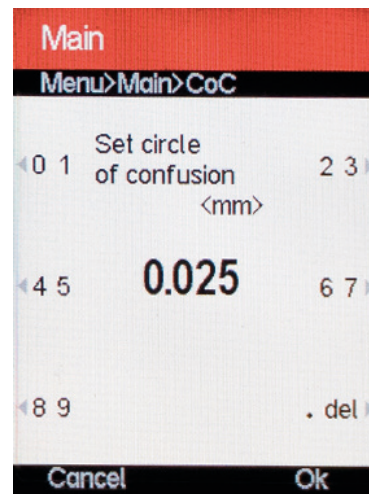 Main
Menu>Main>CoC
Set circle
0 1 of confusion 2 3
<mm>
4 5 0.025 6 7
8 9 . del
Cancel Ok